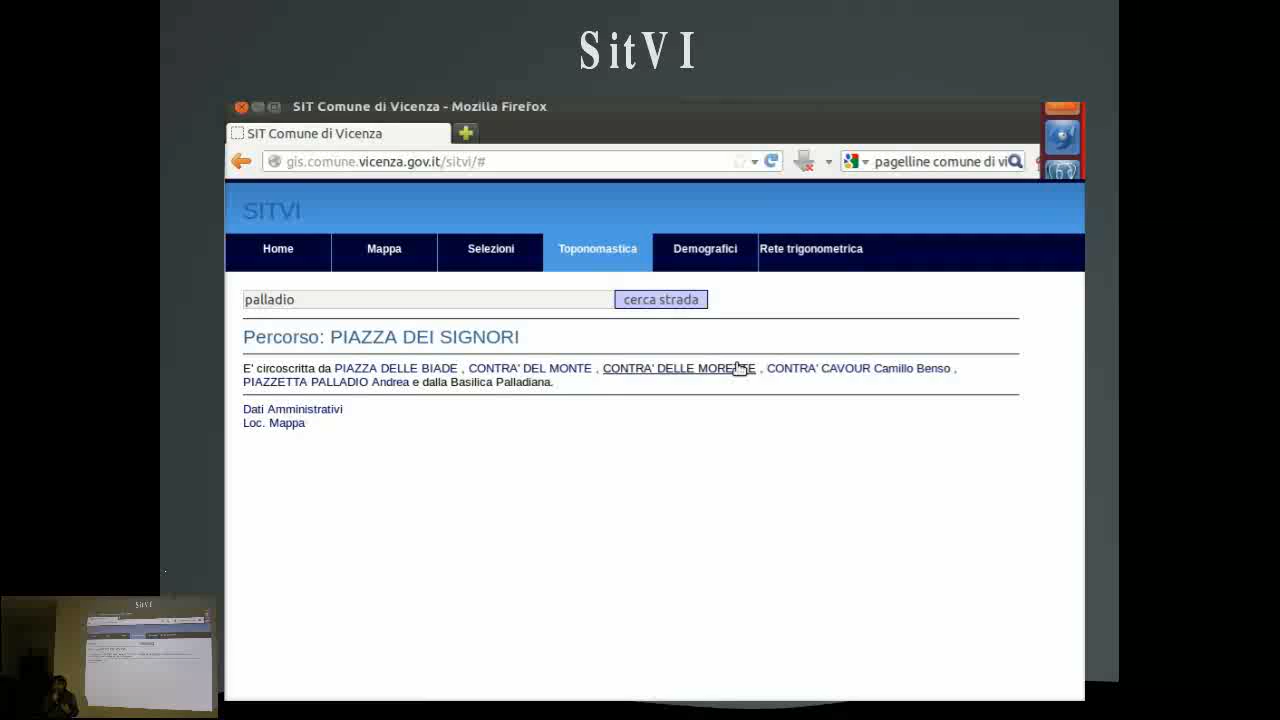 SitVI
SIT Comune di Vicenza - Mozilla Firefox
SIT Comune di Vicenza
gis.comune.vicenza.gov.it/sitvi/#
pagelline comune di vi
SITVI
Home Mappa Selezioni Toponomastica Demografici Rete trigonometrica
palladio cerca strada
Percorso: PIAZZA DEI SIGNORI
E' circoscritta da PIAZZA DELLE BIADE , CONTRA' DEL MONTE , CONTRA' DELLE MORETTE , CONTRA' CAVOUR Camillo Benso ,
PIAZZETTA PALLADIO Andrea e dalla Basilica Palladiana.
Dati Amministrativi
Loc. Mappa
SitVI